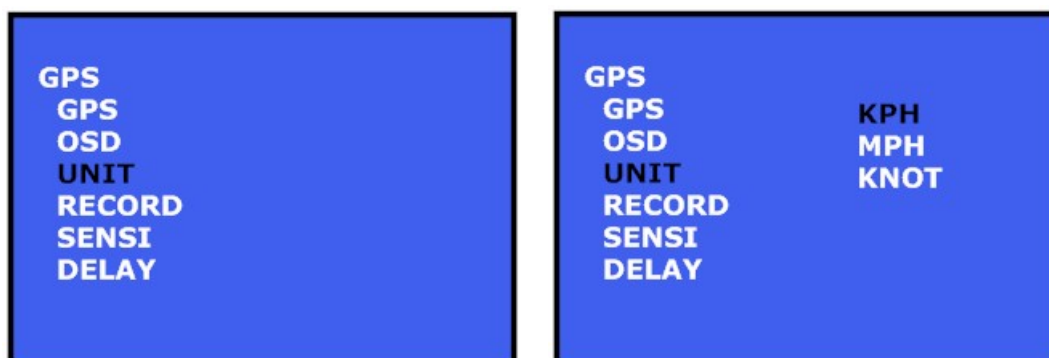 GPS
GPS
OSD
UNIT
RECORD
SENSI
DELAY
GPS
GPS
OSD
UNIT
RECORD
SENSI
DELAY
KPH
MPH
KNOT